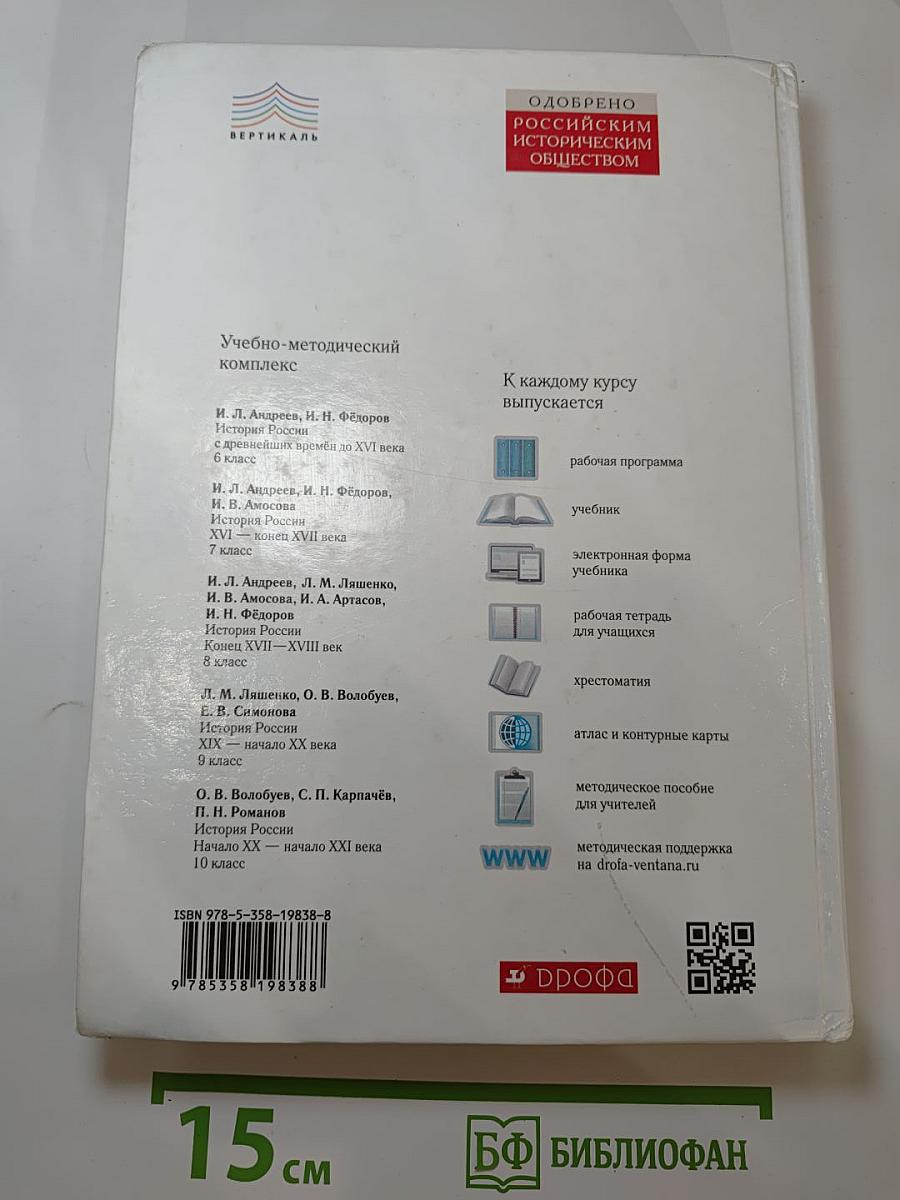 ВЕРТИКАЛЬ
ОДОБРЕНО
РОССИЙСКИМ
ИСТОРИЧЕСКИМ
ОБЩЕСТВОМ
Учебно-методический
комплекс
И. Л. Андреев, И. Н. Фёдоров
История России
с древнейших времён до XVI века
6 класс
И. Л. Андреев, И. Н. Фёдоров,
И. В. Амосова
История России
XVI — конец XVII века
7 класс
И. Л. Андреев, Л. М. Ляшенко,
И. В. Амосова, И. А. Артасов,
И. Н. Фёдоров
История России
Конец XVII—XVIII век
8 класс
Л. М. Ляшенко, О. В. Волобуев,
Е. В. Симонова
История России
XIX — начало XX века
9 класс
О. В. Волобуев, С. П. Карпачёв,
П. Н. Романов
История России
Начало XX — начало XXI века
10 класс
К каждому курсу
выпускается
рабочая программа
учебник
электронная форма
учебника
рабочая тетрадь
для учащихся
хрестоматия
атлас и контурные карты
методическое пособие
для учителей
www
методическая поддержка
на drofa-ventana.ru
ISBN 978-5-358-19838-8
9 785358 198388
дрофа
15 см
БФ БИБЛИОФАН